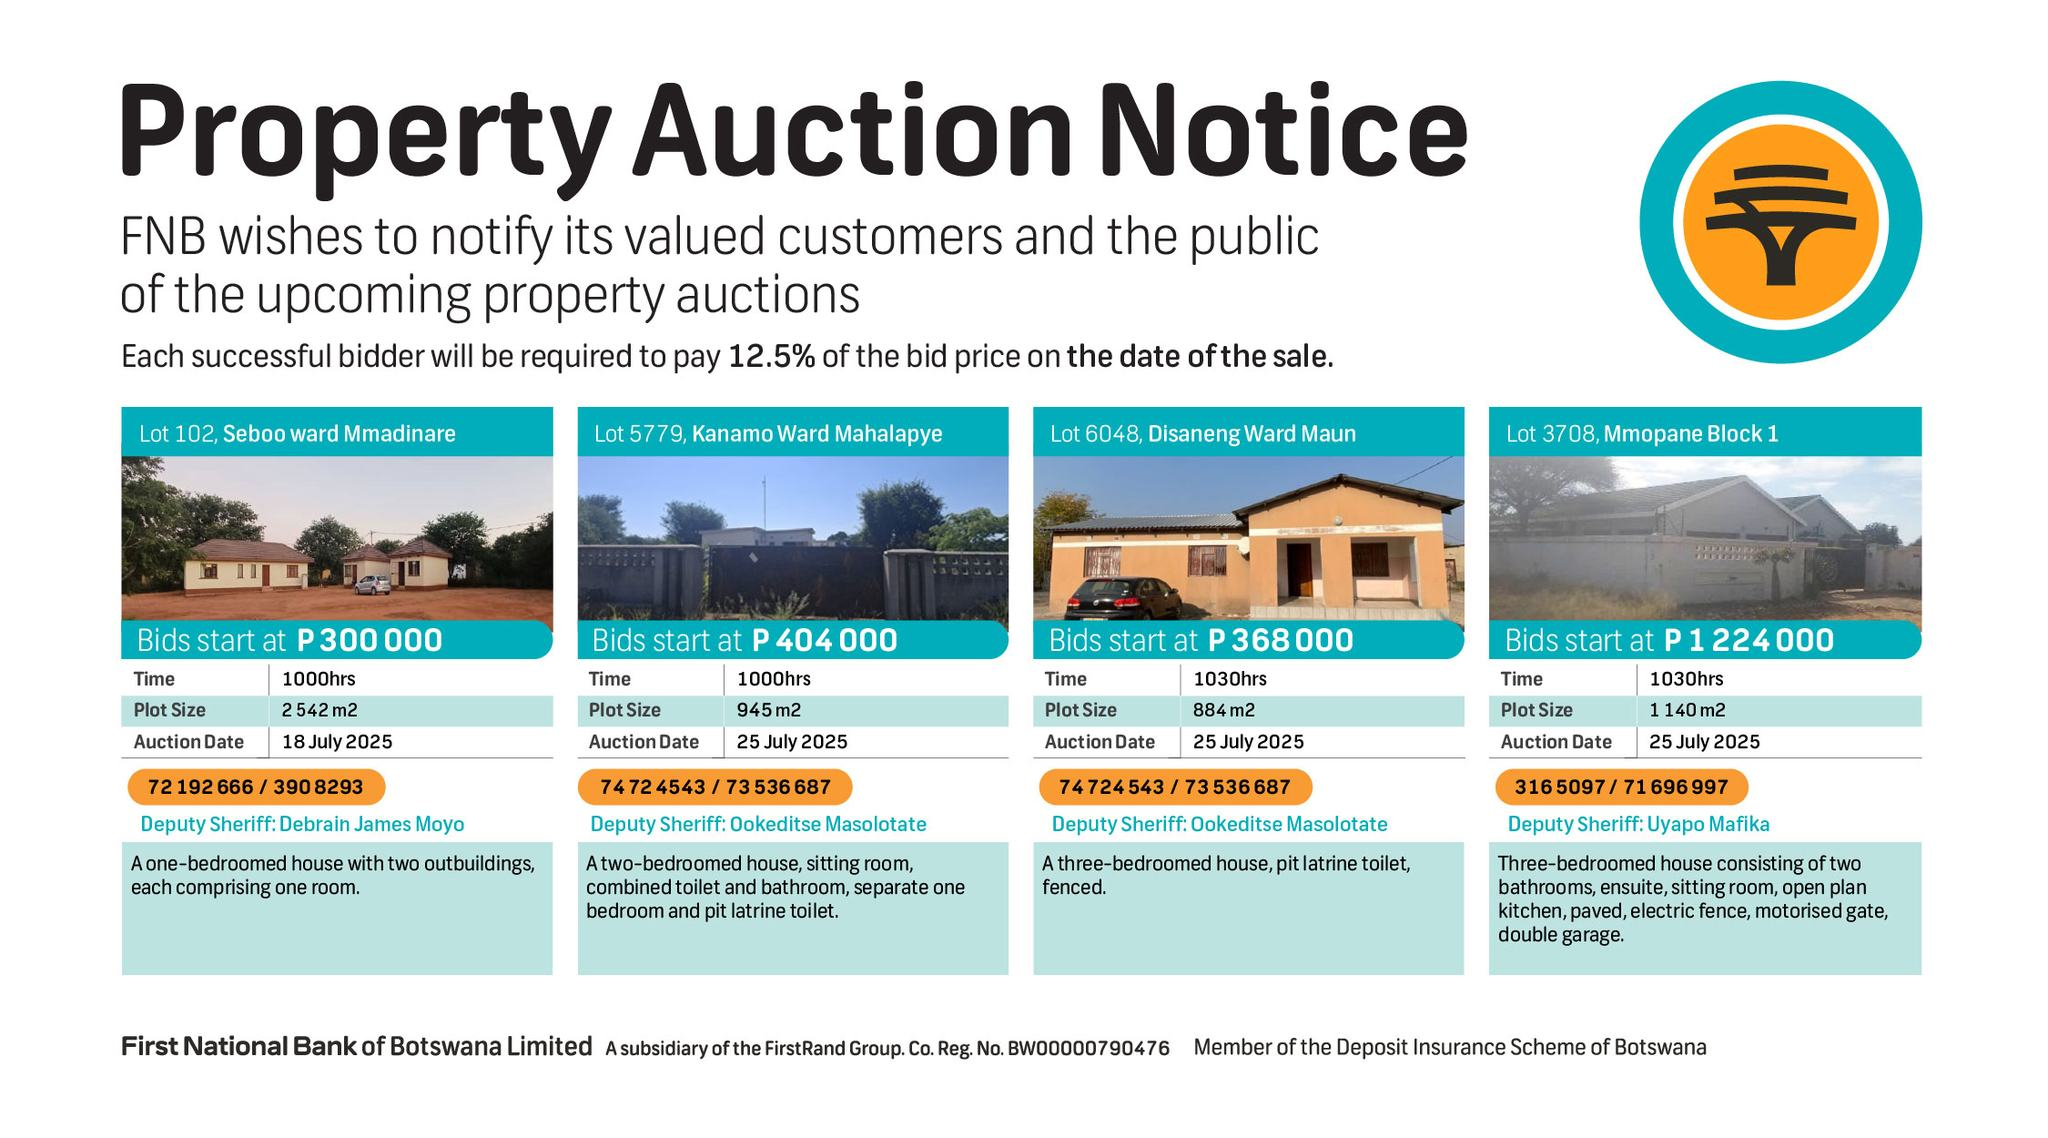 Property Auction Notice
FNB wishes to notify its valued customers and the public
of the upcoming property auctions
Each successful bidder will be required to pay 12.5% of the bid price on the date of the sale.
Lot 102, Seboo ward Mmadinare
Bids start at P 300 000
Time 1000hrs
Plot Size 2 542 m2
Auction Date 18 July 2025
72 192 666 / 390 8293
Deputy Sheriff: Debrain James Moyo
A one-bedroomed house with two outbuildings,
each comprising one room.
Lot 5779, Kanamo Ward Mahalapye
Bids start at P 404 000
Time 1000hrs
Plot Size 945 m2
Auction Date 25 July 2025
74 72 4543 / 73 536 687
Deputy Sheriff: Ookeditse Masolotate
A two-bedroomed house, sitting room,
combined toilet and bathroom, separate one
bedroom and pit latrine toilet.
Lot 6048, Disaneng Ward Maun
Bids start at P 368 000
Time 1030hrs
Plot Size 884 m2
Auction Date 25 July 2025
74 724 543 / 73 536 687
Deputy Sheriff: Ookeditse Masolotate
A three-bedroomed house, pit latrine toilet,
fenced.
Lot 3708, Mmopane Block 1
Bids start at P 1 224 000
Time 1030hrs
Plot Size 1 140 m2
Auction Date 25 July 2025
316 5097 / 71 696 997
Deputy Sheriff: Uyapo Mafika
Three-bedroomed house consisting of two
bathrooms, ensuite, sitting room, open plan
kitchen, paved, electric fence, motorised gate,
double garage.
First National Bank of Botswana Limited A subsidiary of the FirstRand Group. Co. Reg. No. BW00000790476 Member of the Deposit Insurance Scheme of Botswana